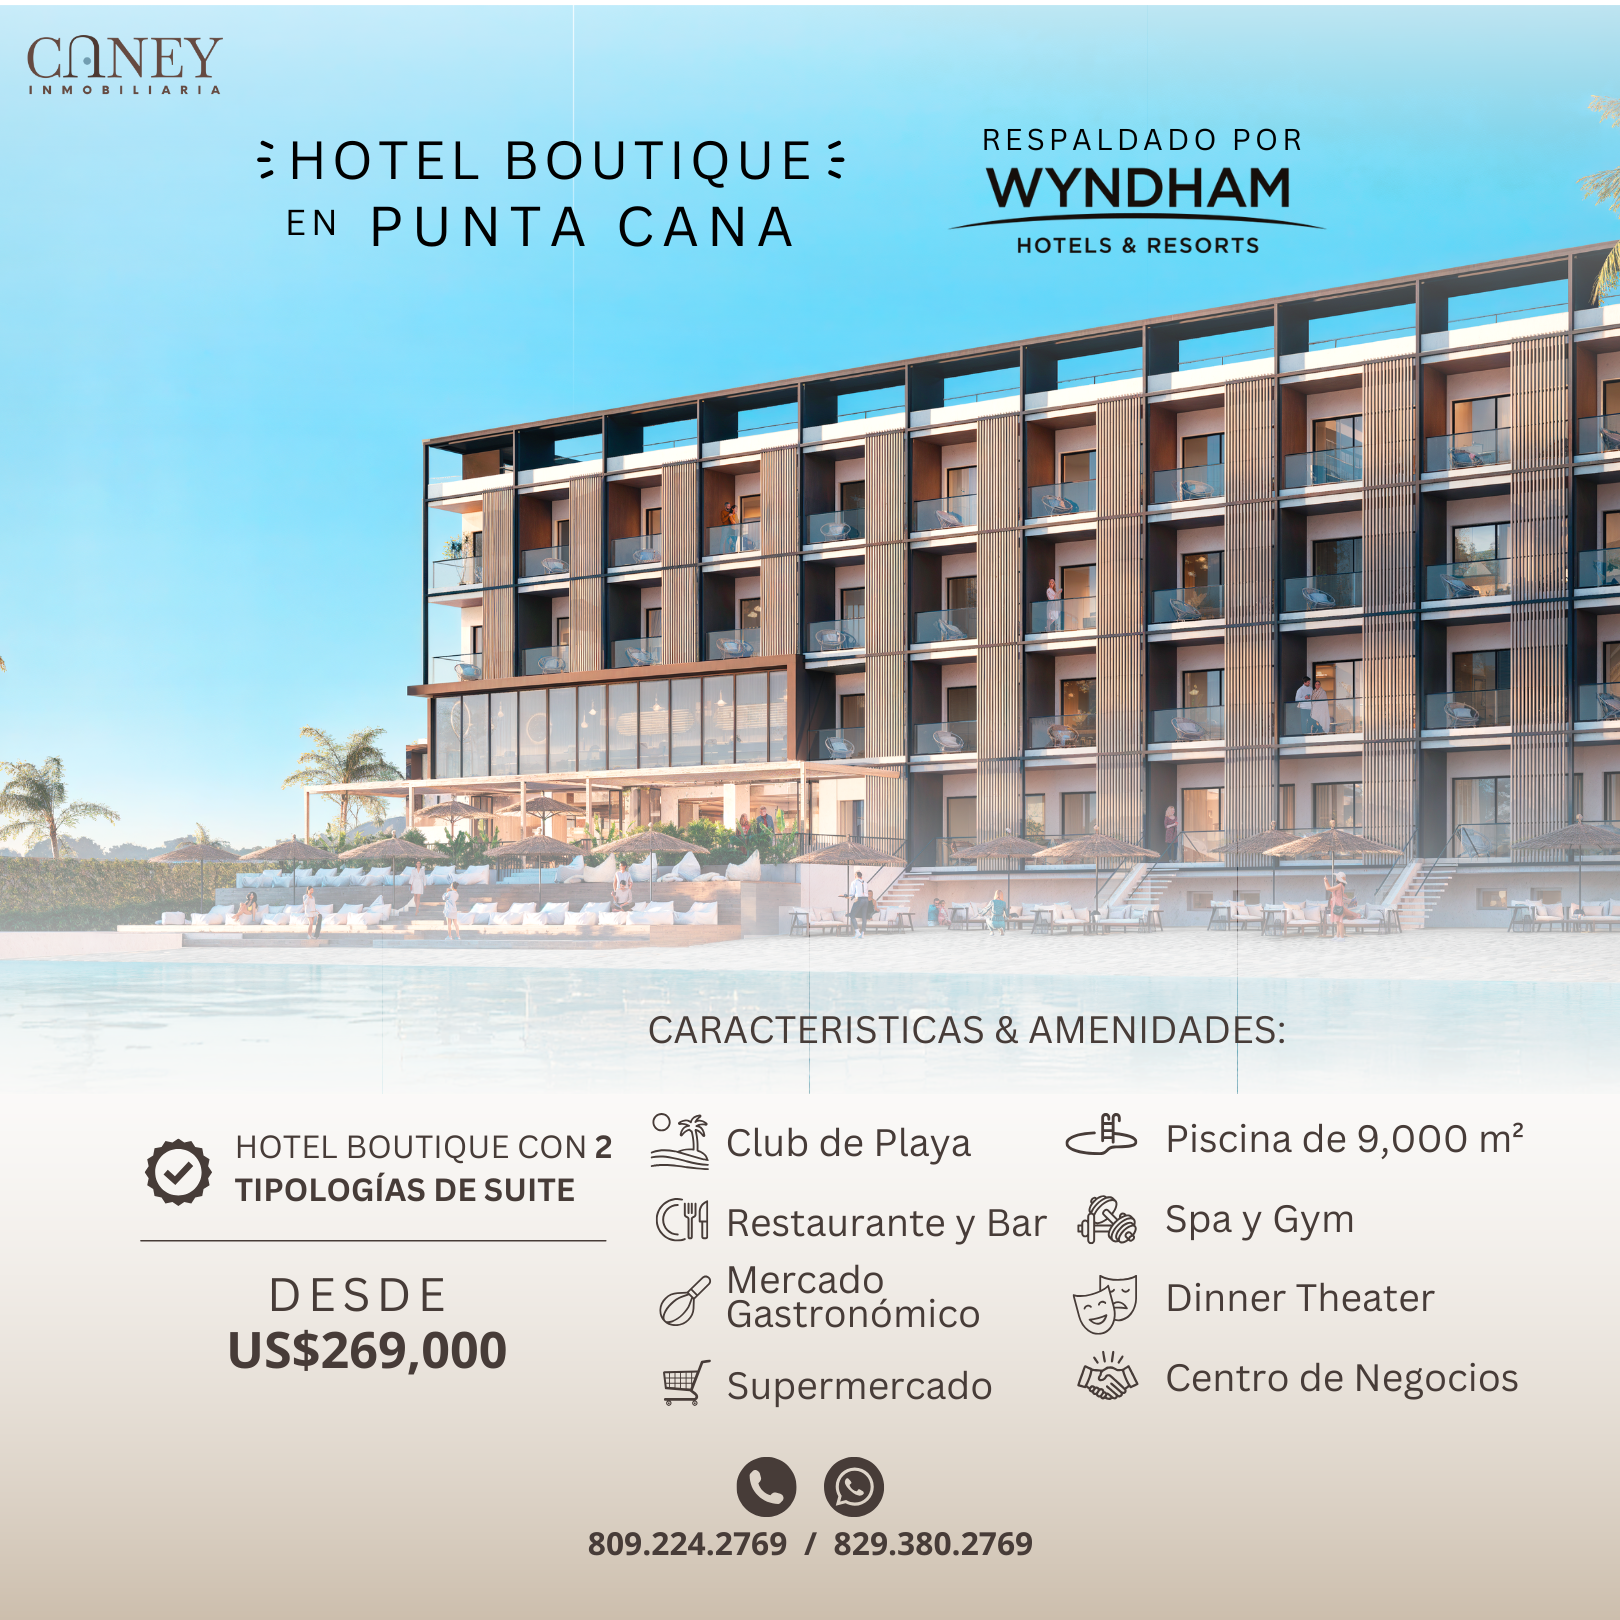 CANEY
INMOBILIARIA
HOTEL BOUTIQUE
EN PUNTA CANA
RESPALDADO POR
WYNDHAM
HOTELS & RESORTS
CARACTERISTICAS & AMENIDADES:
HOTEL BOUTIQUE CON 2
TIPOLOGÍAS DE SUITE
DESDE
US$269,000
Club de Playa
Restaurante y Bar
Mercado
Gastronómico
Supermercado
Piscina de 9,000 m²
Spa y Gym
Dinner Theater
Centro de Negocios
809.224.2769 / 829.380.2769